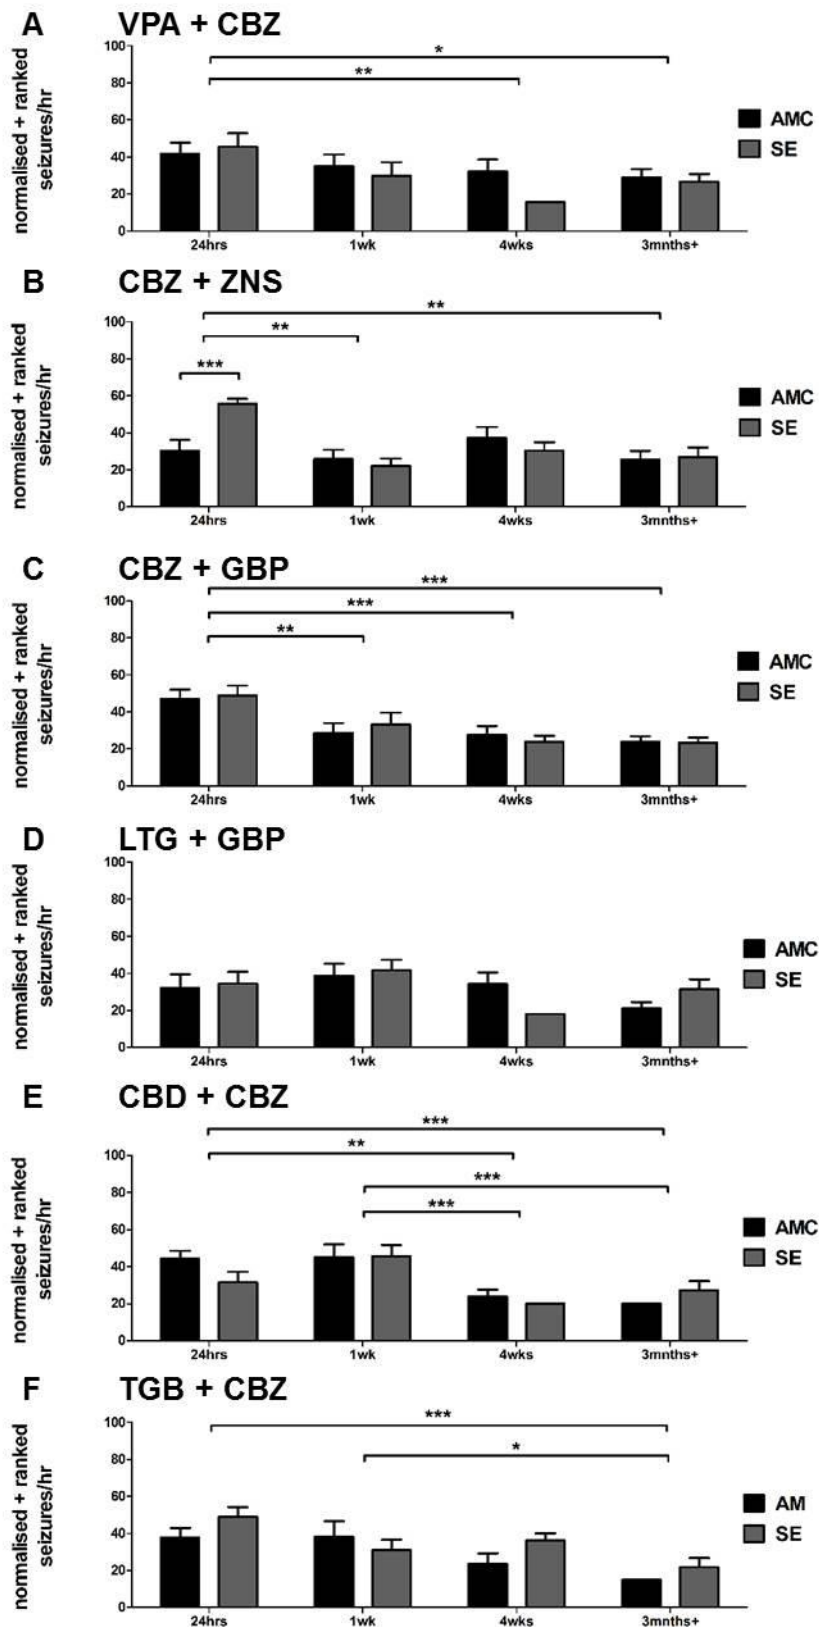 A VPA + CBZ
normalised + ranked
seizures/hr
100
80
60
40
20
0
*
**
24hrs 1wk 4wks 3mnths+
AMC
SE
B CBZ + ZNS
normalised + ranked
seizures/hr
100
80
60
40
20
0
**
**
***
24hrs 1wk 4wks 3mnths+
AMC
SE
C CBZ + GBP
normalised + ranked
seizures/hr
100
80
60
40
20
0
***
***
**
24hrs 1wk 4wks 3mnths+
AMC
SE
D LTG + GBP
normalised + ranked
seizures/hr
100
80
60
40
20
0
24hrs 1wk 4wks 3mnths+
AMC
SE
E CBD + CBZ
normalised + ranked
seizures/hr
100
80
60
40
20
0
***
**
***
***
24hrs 1wk 4wks 3mnths+
AMC
SE
F TGB + CBZ
normalised + ranked
seizures/hr
100
80
60
40
20
0
***
*
24hrs 1wk 4wks 3mnths+
AM
SE